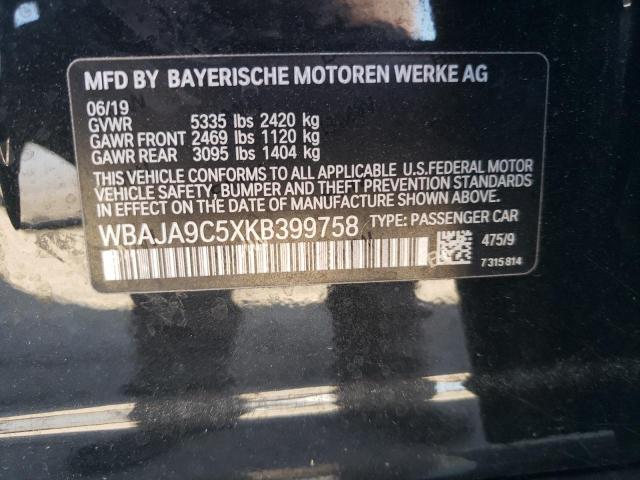 MFD BY BAYERISCHE MOTOREN WERKE AG
06/19
GVWR 5335 lbs 2420 kg
GAWR FRONT 2469 lbs 1120 kg
GAWR REAR 3095 lbs 1404 kg
THIS VEHICLE CONFORMS TO ALL APPLICABLE U.S.FEDERAL MOTOR
VEHICLE SAFETY, BUMPER AND THEFT PREVENTION STANDARDS
IN EFFECT ON THE DATE OF MANUFACTURE SHOWN ABOVE.
WBAJA9C5XKB399758 TYPE: PASSENGER CAR
475/9
7315814